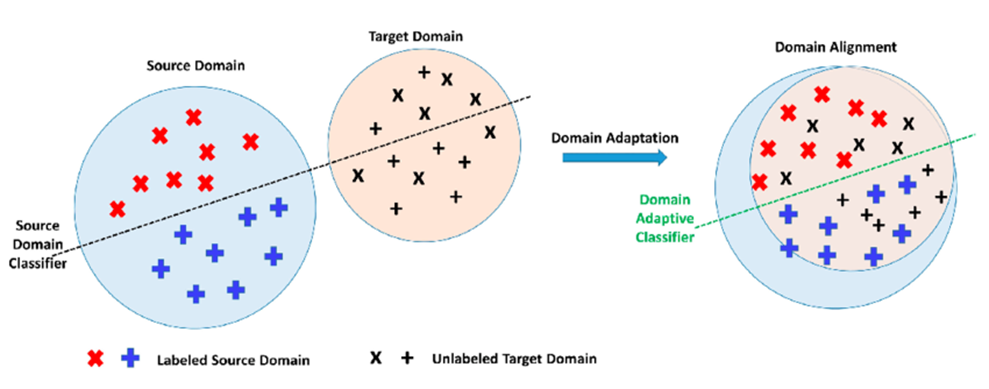 Source Domain
Target Domain
Domain Adaptation
Domain Alignment
Source
Domain
Classifier
Domain
Adaptive
Classifier
Labeled Source Domain
Unlabeled Target Domain